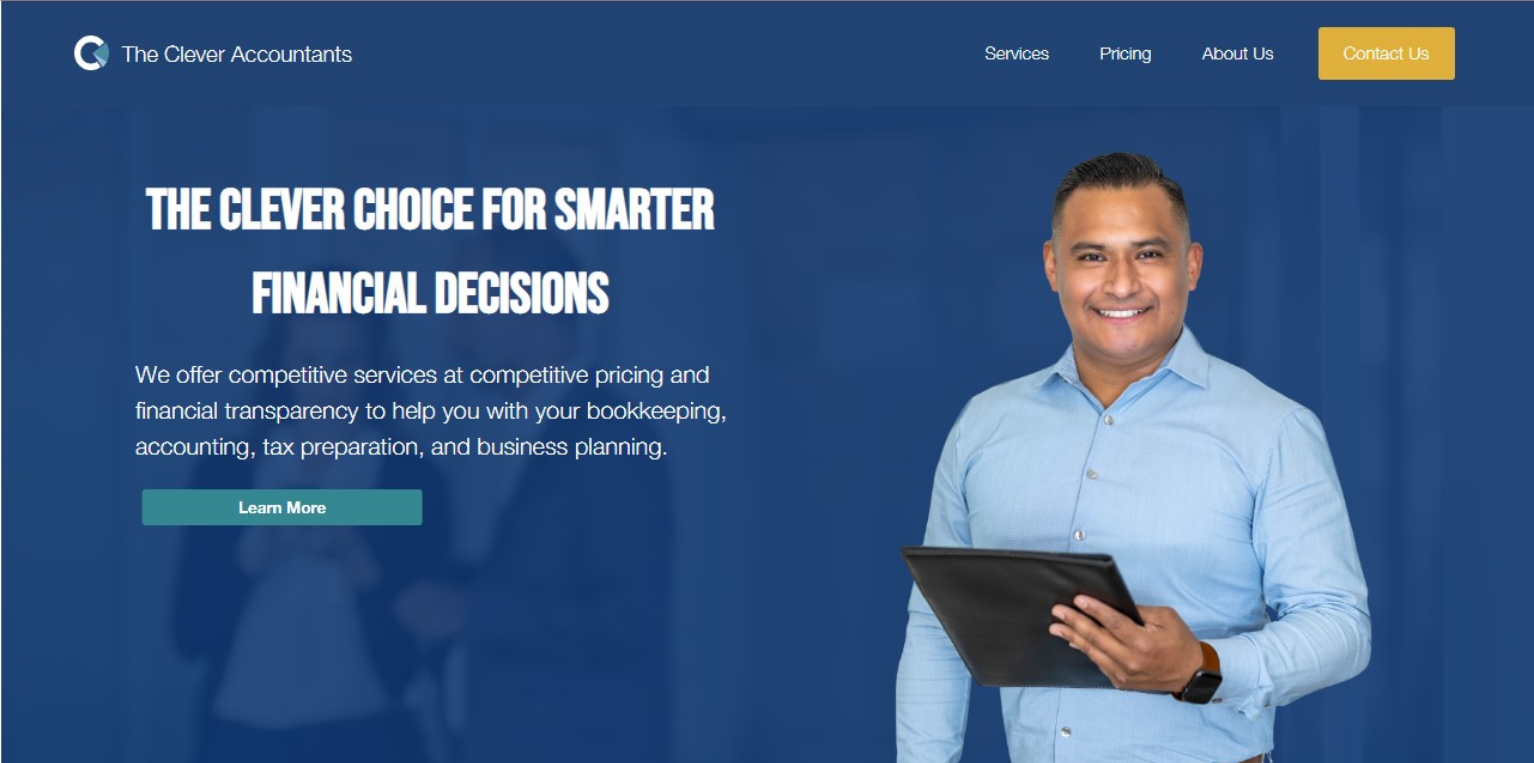 The Clever Accountants
Services Pricing About Us Contact Us
THE CLEVER CHOICE FOR SMARTER
FINANCIAL DECISIONS
We offer competitive services at competitive pricing and
financial transparency to help you with your bookkeeping,
accounting, tax preparation, and business planning.
Learn More